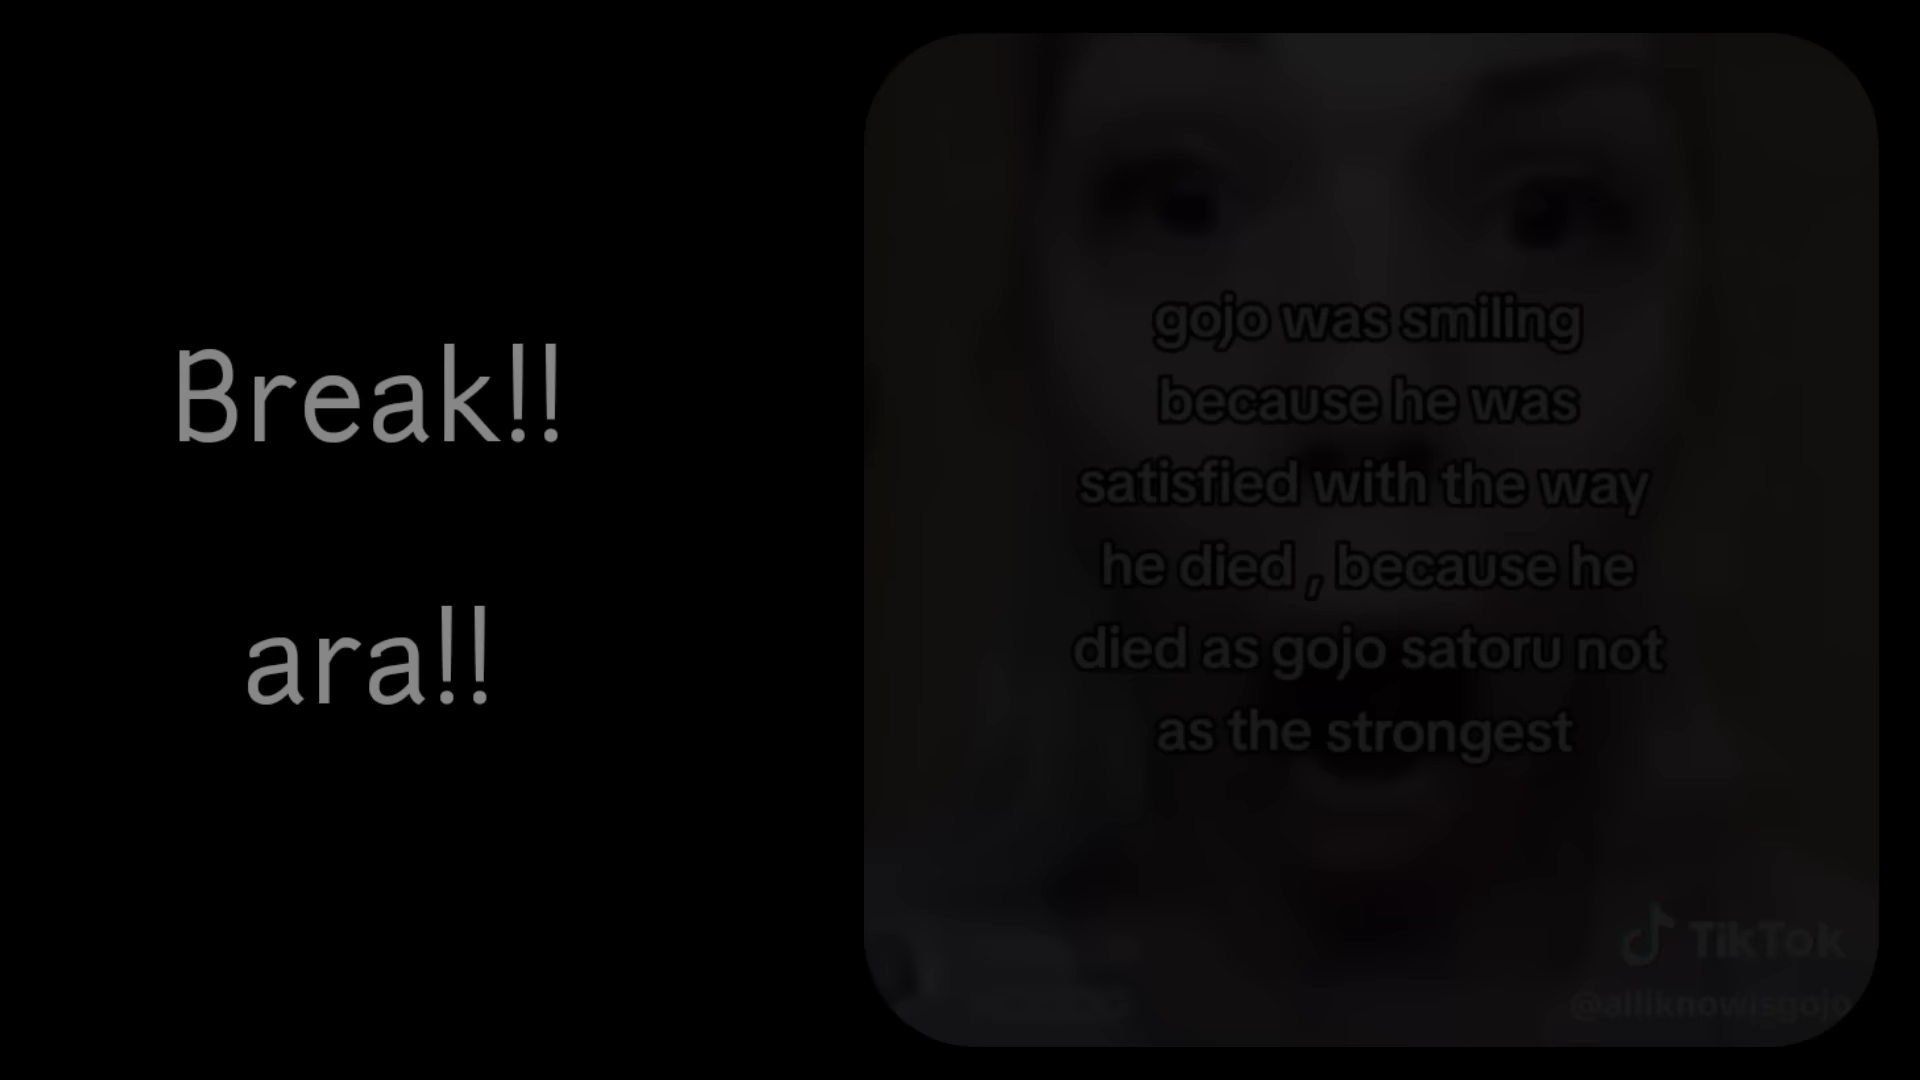 Break!!
ara!!
gojo was smiling
because he was
satisfied with the way
he died , because he
died as gojo satoru not
as the strongest
TikTok
@alliknowisgojo